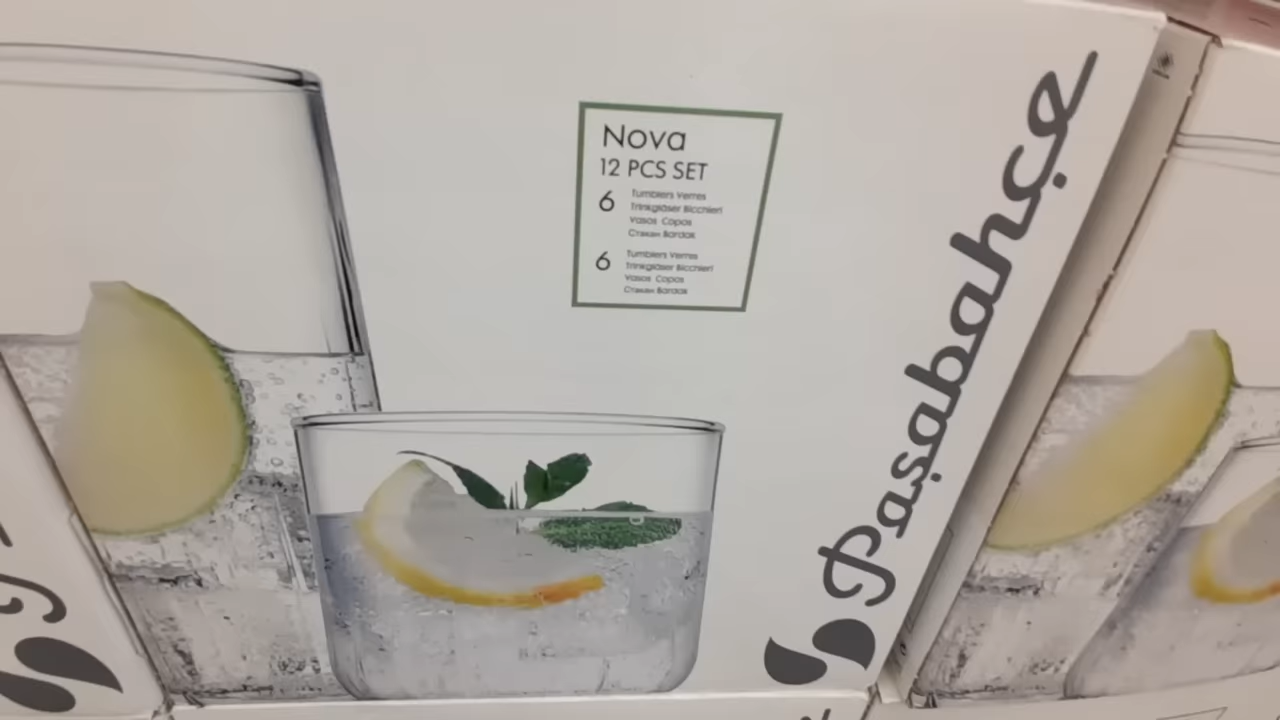 Nova
12 PCS SET
6 Tumblers Verres
Trinkgläser Bicchieri
Vasos Copos
Стакан Bardak
6 Tumblers Verres
Trinkgläser Bicchieri
Vasos Copos
Стакан Bardak
Paşabahçe